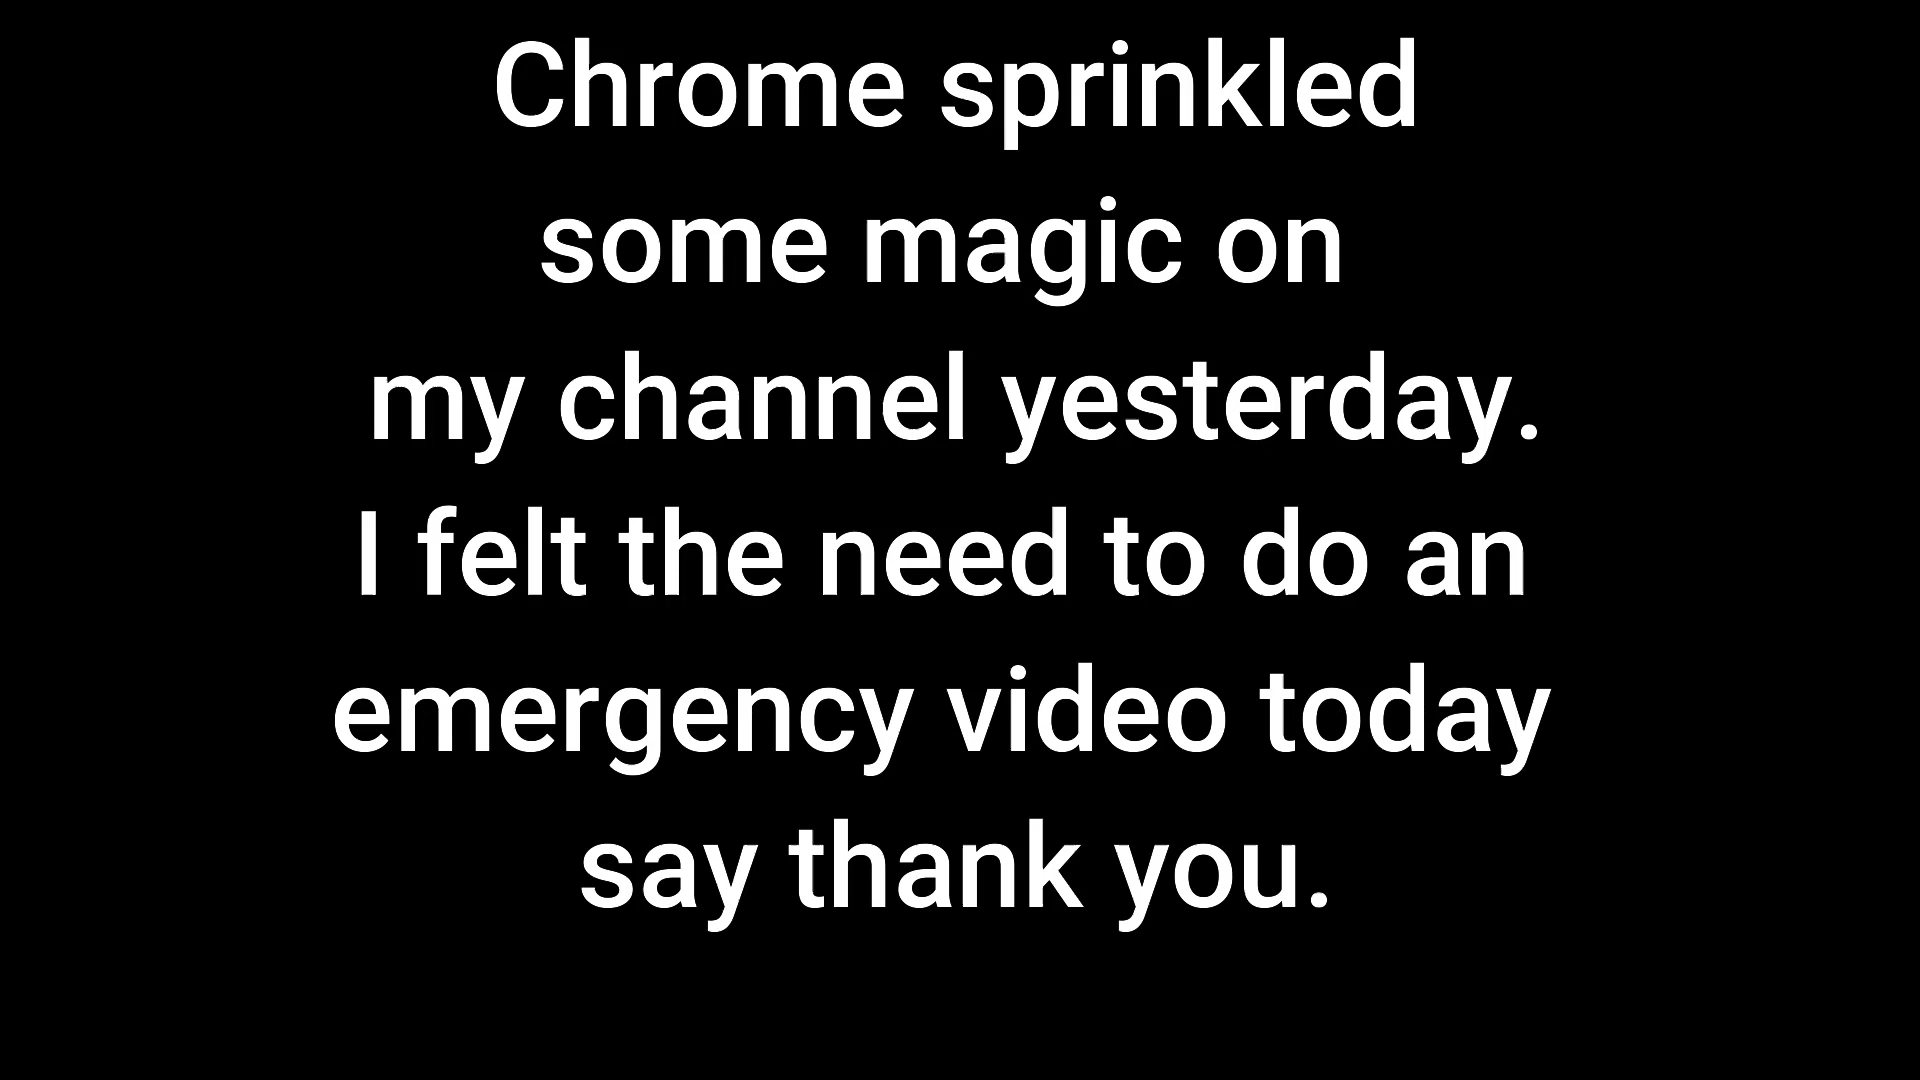 Chrome sprinkled
some magic on
my channel yesterday.
I felt the need to do an
emergency video today
say thank you.